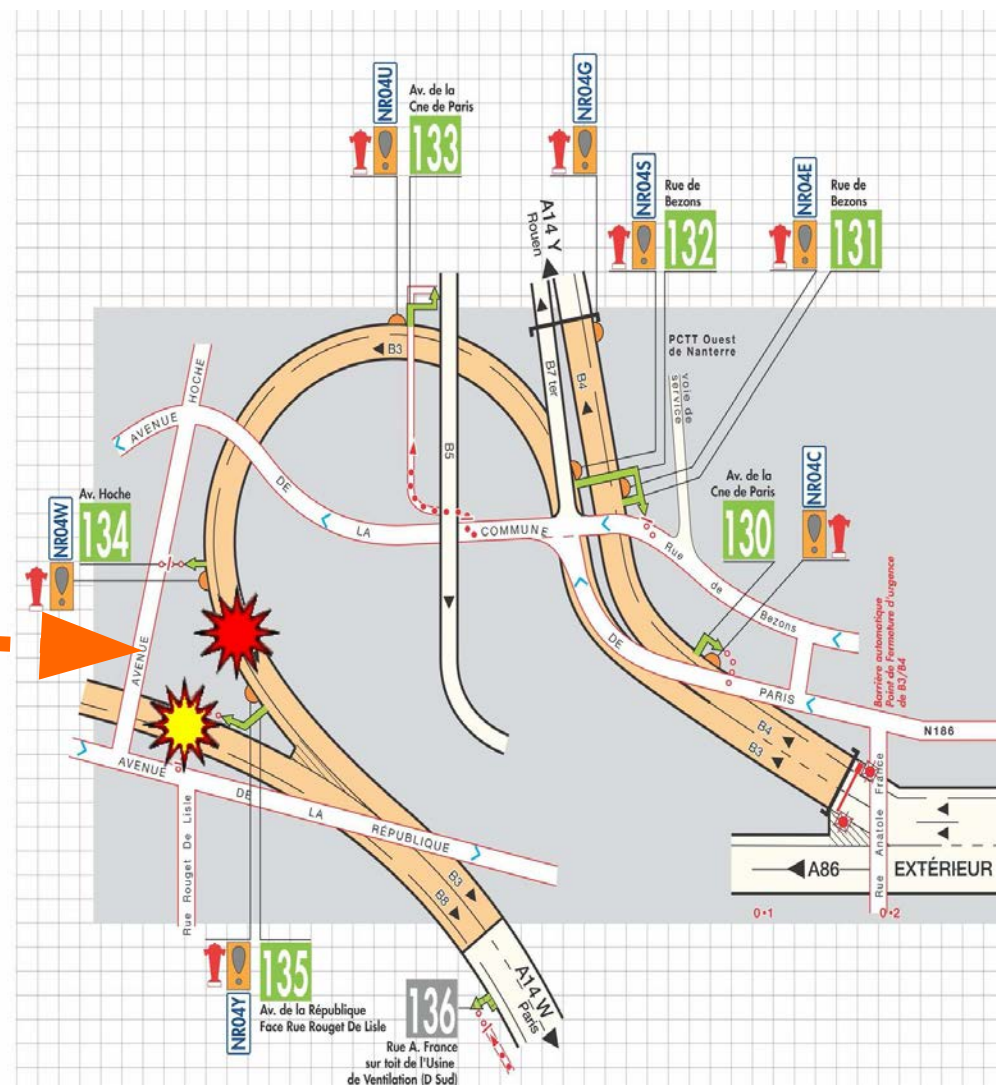 NR04U
Av. de la
Cne de Paris
133
NR04G
NR04S
Rue de
Bezons
132
NR04E
Rue de
Bezons
131
A14 Y
Rouen
B3
B7 ter
B4
PCTT Ouest
de Nanterre
voie de
service
AVENUE HOCHE
AVENUE DE LA COMMUNE DE PARIS
B5
Rue de Bezons
Av. Hoche
NR04W
134
Av. de la
Cne de Paris
130
NR04C
Barrière automatique
Point de Fermeture d'urgence
de B3/B4
N186
B4
B3
AVENUE DE LA RÉPUBLIQUE
Rue Rouget De Lisle
Rue Anatole France
A86 EXTÉRIEUR
0•1
0•2
B3
B8
A14 W
Paris
NR04Y
135
Av. de la République
Face Rue Rouget De Lisle
136
Rue A. France
sur toit de l'Usine
de Ventilation (D Sud)